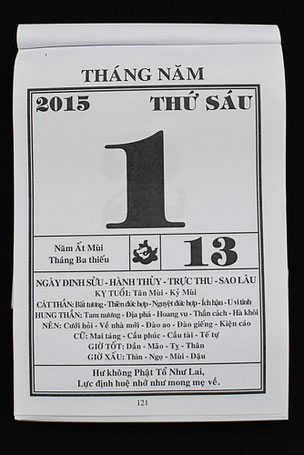 THÁNG NĂM
2015 THỨ SÁU
1
Năm Ất Mùi
Tháng Ba thiếu
13
NGÀY ĐINH SỬU - HÀNH THỦY - TRỰC THU - SAO LÂU
KỴ TUỔI: Tân Mùi - Kỷ Mùi
CÁT THẦN: Bất tương - Thiên đức hợp - Nguyệt đức hợp - Ích hậu - U vi tinh
HUNG THẦN: Tam nương - Địa phá - Hoang vu - Thần cách - Hà khôi
NÊN: Cưới hỏi - Về nhà mới - Đào ao - Đào giếng - Kiện cáo
CỮ: Mai táng - Cầu phúc - Cầu tài - Tế tự
GIỜ TỐT: Dần - Mão - Tỵ - Thân
GIỜ XẤU: Thìn - Ngọ - Mùi - Dậu
Hư không Phật Tổ Như Lai,
Lực định huệ nhớ như mong mẹ về.
121